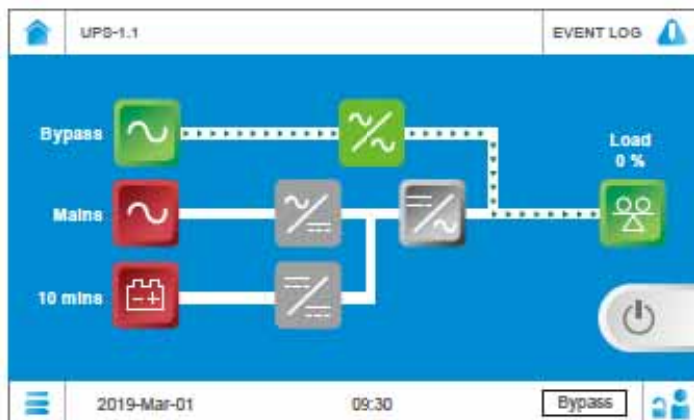 UPS-1.1
EVENT LOG
Bypass
Load
0 %
Mains
10 mins
2019-Mar-01
09:30
Bypass